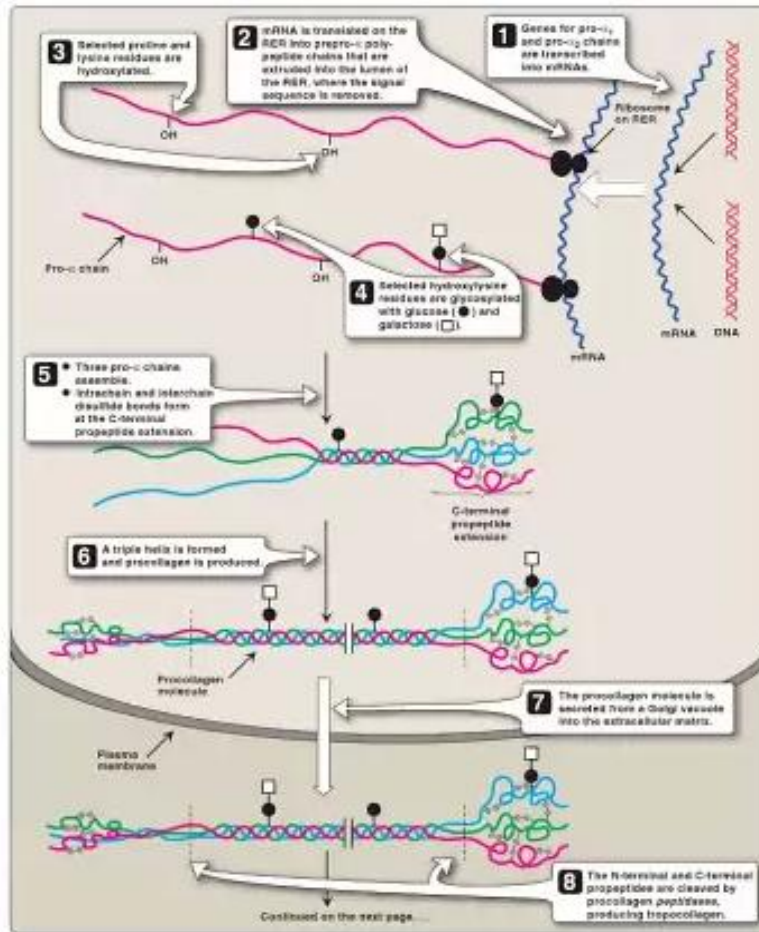 3 Selected proline and
lysine residues are
hydroxylated.
2 mRNA is translated on the
RER into prepro-α poly-
peptide chains that are
extruded into the lumen of
the RER, where the signal
sequence is removed.
1 Genes for pro-α1
and pro-α2 chains
are transcribed
into mRNAs.
Ribosome
on RER
OH
OH
Pro-α chain
OH
OH
4 Selected hydroxylysine
residues are glycosylated
with glucose (●) and
galactose (□).
mRNA
mRNA
DNA
5 ● Three pro-α chains
assemble.
● Intrachain and interchain
disulfide bonds form
at the C-terminal
propeptide extension.
C-terminal
propeptide
extension
6 A triple helix is formed
and procollagen is produced.
Procollagen
molecule
7 The procollagen molecule is
secreted from a Golgi vacuole
into the extracellular matrix.
Plasma
membrane
8 The N-terminal and C-terminal
propeptides are cleaved by
procollagen peptidases,
producing tropocollagen.
Continued on the next page....